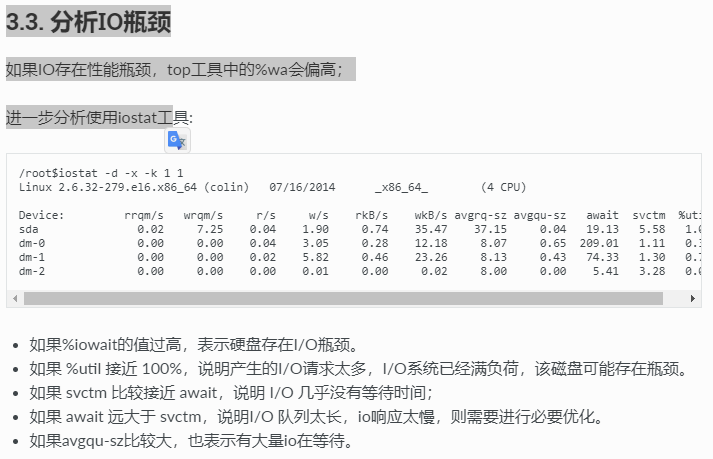 3.3. 分析IO瓶颈
如果IO存在性能瓶颈，top工具中的%wa会偏高；
进一步分析使用iostat工具:
/root$iostat -d -x -k 1 1
Linux 2.6.32-279.el6.x86_64 (colin) 07/16/2014 _x86_64_ (4 CPU)
Device: rrqm/s wrqm/s r/s w/s rkB/s wkB/s avgrq-sz avgqu-sz await svctm %uti
sda 0.02 7.25 0.04 1.90 0.74 35.47 37.15 0.04 19.13 5.58 1.0
dm-0 0.00 0.00 0.04 3.05 0.28 12.18 8.07 0.65 209.01 1.11 0.3
dm-1 0.00 0.00 0.02 5.82 0.46 23.26 8.13 0.43 74.33 1.30 0.7
dm-2 0.00 0.00 0.00 0.01 0.00 0.02 8.00 0.00 5.41 3.28 0.0
• 如果%iowait的值过高，表示硬盘存在I/O瓶颈。
• 如果 %util 接近 100%，说明产生的I/O请求太多，I/O系统已经满负荷，该磁盘可能存在瓶颈。
• 如果 svctm 比较接近 await，说明 I/O 几乎没有等待时间；
• 如果 await 远大于 svctm，说明I/O 队列太长，io响应太慢，则需要进行必要优化。
• 如果avgqu-sz比较大，也表示有大量io在等待。